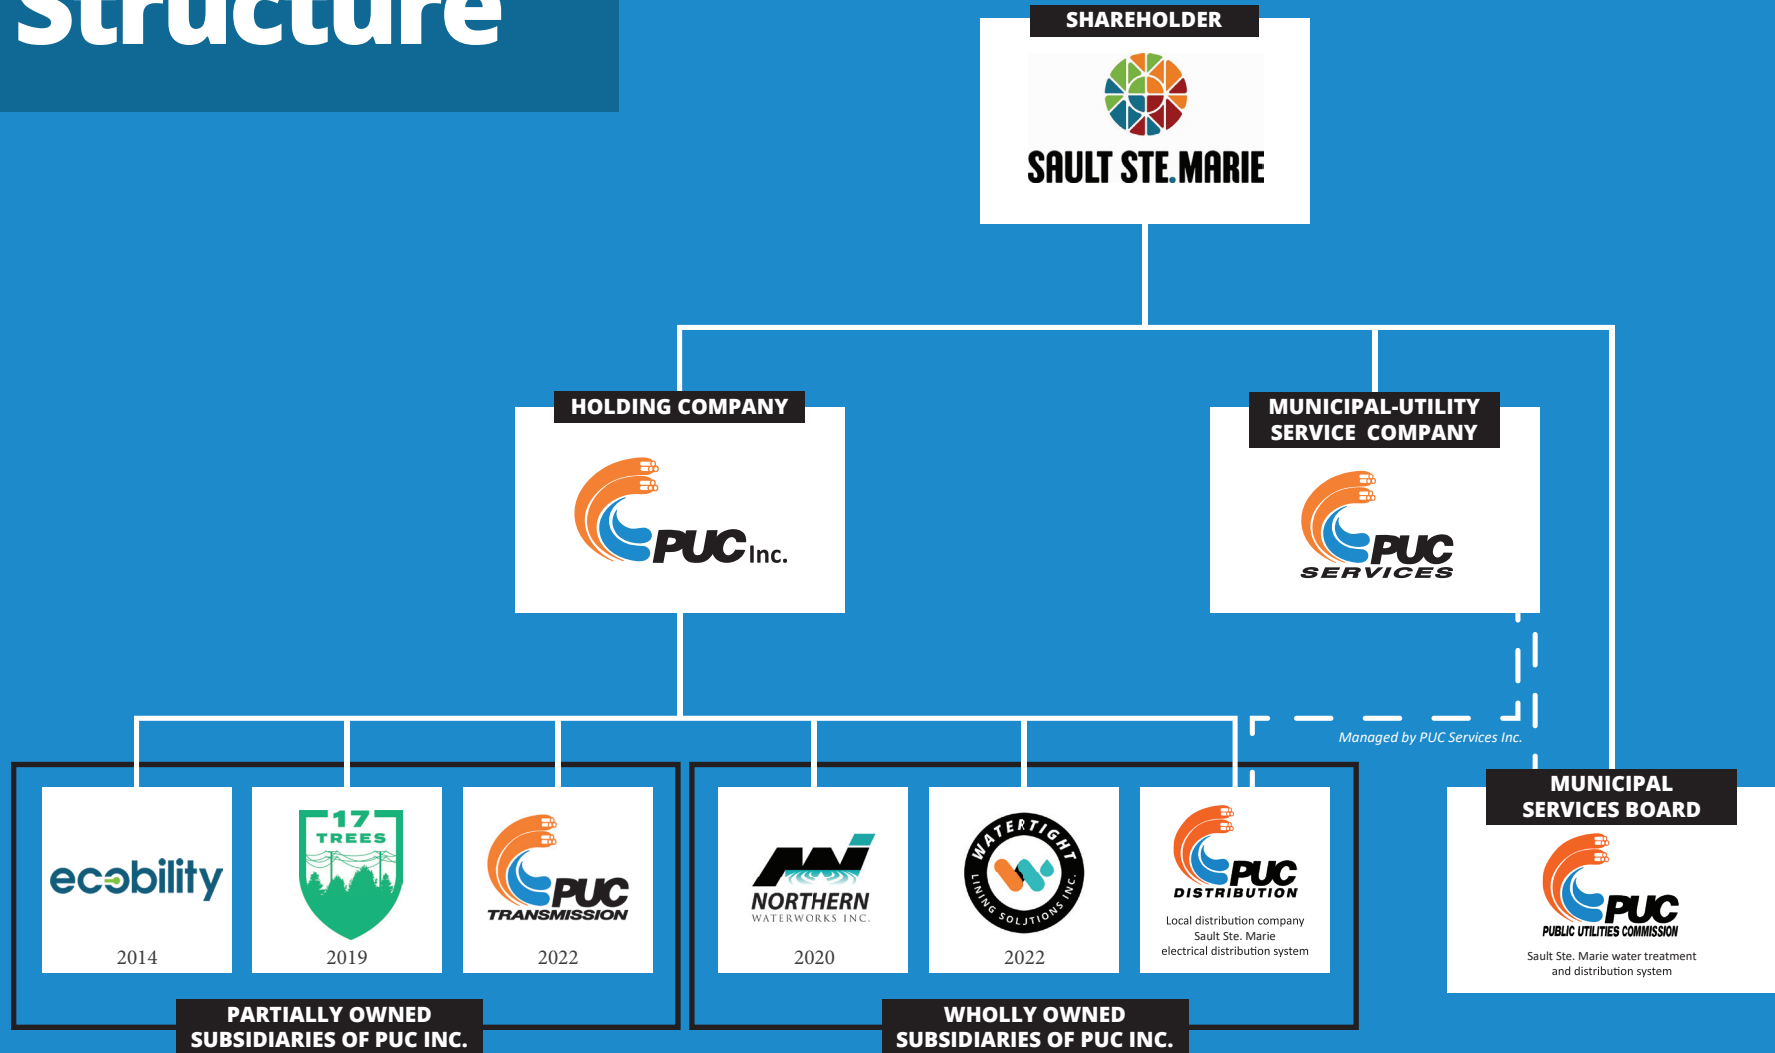 Structure
SHAREHOLDER
SAULT STE.MARIE
HOLDING COMPANY
PUC Inc.
MUNICIPAL-UTILITY
SERVICE COMPANY
PUC
SERVICES
Managed by PUC Services Inc.
ecobility
2014
17
TREES
2019
PUC
TRANSMISSION
2022
NORTHERN
WATERWORKS INC.
2020
WATERTIGHT
LINING SOLUTIONS INC.
2022
PUC
DISTRIBUTION
Local distribution company
Sault Ste. Marie
electrical distribution system
MUNICIPAL
SERVICES BOARD
PUC
PUBLIC UTILITIES COMMISSION
Sault Ste. Marie water treatment
and distribution system
PARTIALLY OWNED
SUBSIDIARIES OF PUC INC.
WHOLLY OWNED
SUBSIDIARIES OF PUC INC.